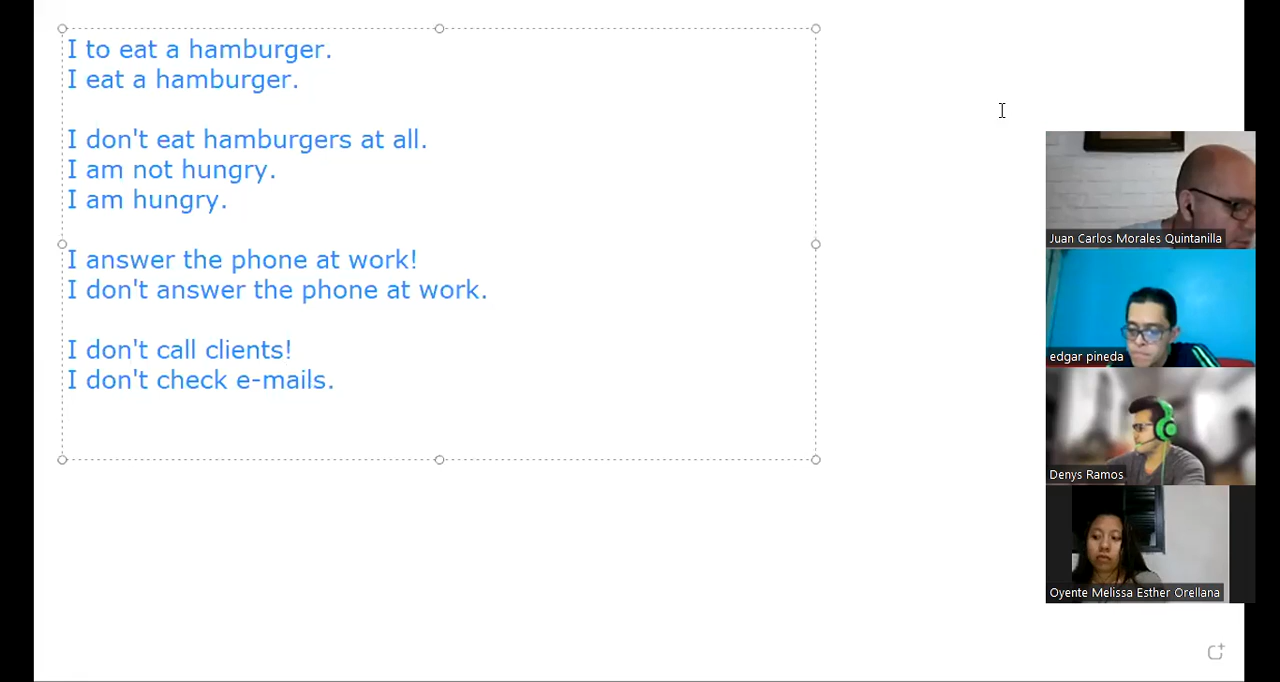 I to eat a hamburger.
I eat a hamburger.
I don't eat hamburgers at all.
I am not hungry.
I am hungry.
I answer the phone at work!
I don't answer the phone at work.
I don't call clients!
I don't check e-mails.
Juan Carlos Morales Quintanilla
edgar pineda
Denys Ramos
Oyente Melissa Esther Orellana